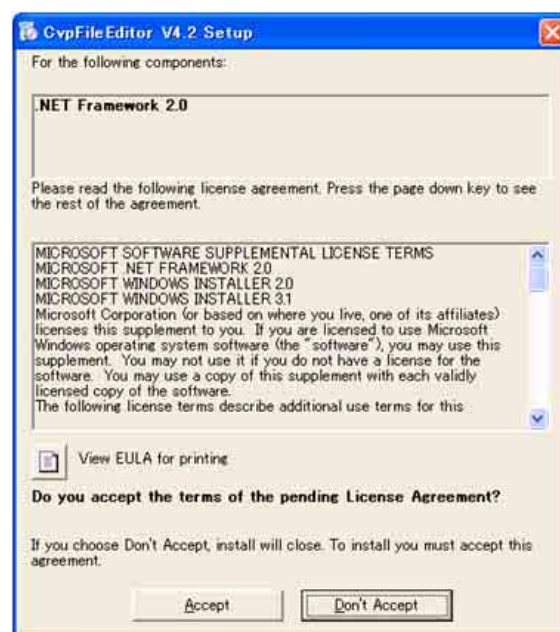 CvpFileEditor V4.2 Setup
For the following components:
.NET Framework 2.0
Please read the following license agreement. Press the page down key to see
the rest of the agreement.
MICROSOFT SOFTWARE SUPPLEMENTAL LICENSE TERMS
MICROSOFT .NET FRAMEWORK 2.0
MICROSOFT WINDOWS INSTALLER 2.0
MICROSOFT WINDOWS INSTALLER 3.1
Microsoft Corporation (or based on where you live, one of its affiliates)
licenses this supplement to you. If you are licensed to use Microsoft
Windows operating system software (the "software"), you may use this
supplement. You may not use it if you do not have a license for the
software. You may use a copy of this supplement with each validly
licensed copy of the software.
The following license terms describe additional use terms for this
View EULA for printing
Do you accept the terms of the pending License Agreement?
If you choose Don't Accept, install will close. To install you must accept this
agreement.
Accept
Don't Accept